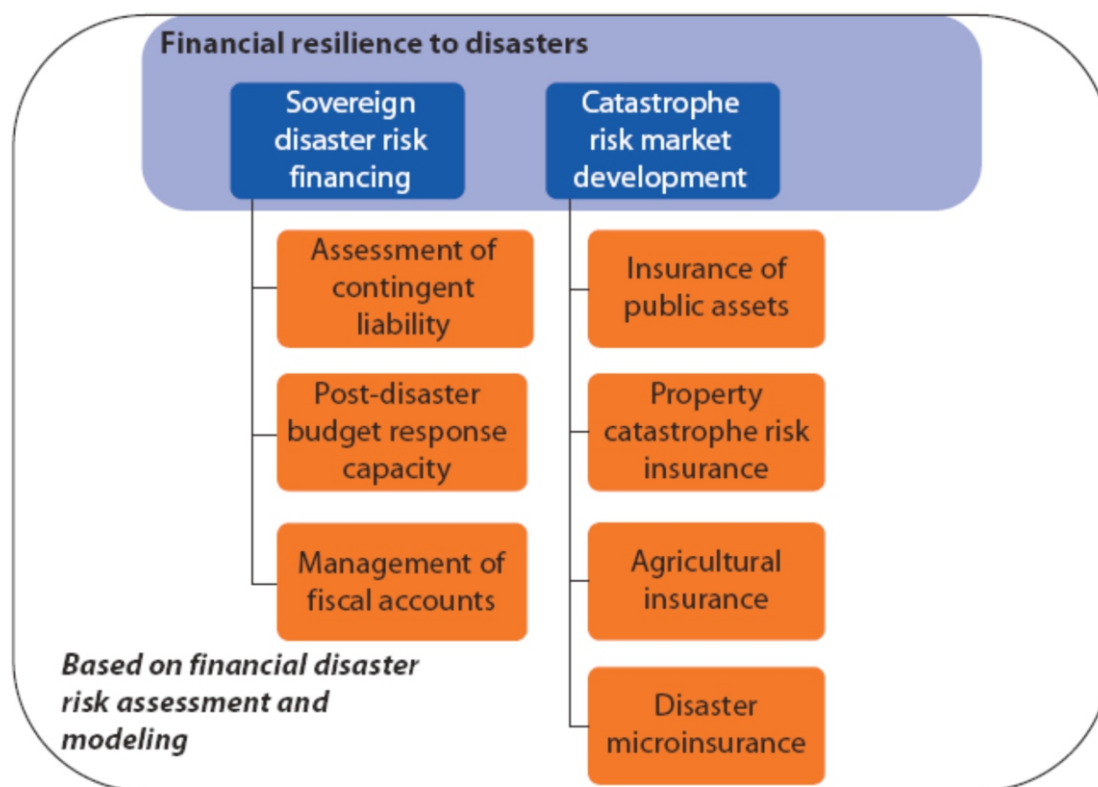 Financial resilience to disasters
Sovereign
disaster risk
financing
Assessment of
contingent
liability
Post-disaster
budget response
capacity
Management of
fiscal accounts
Catastrophe
risk market
development
Insurance of
public assets
Property
catastrophe risk
insurance
Agricultural
insurance
Disaster
microinsurance
Based on financial disaster
risk assessment and
modeling